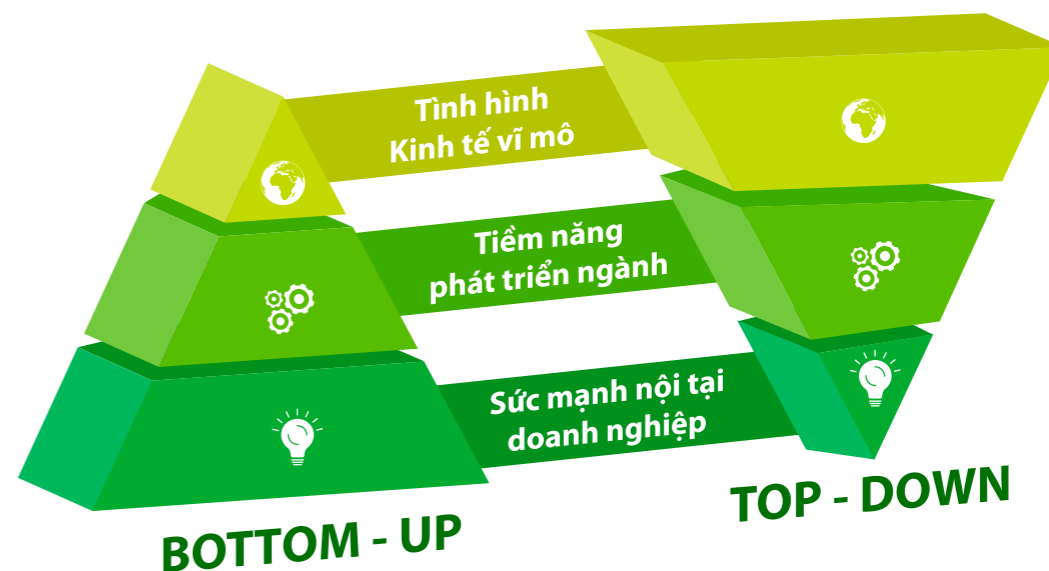 Tình hình
Kinh tế vĩ mô
Tiềm năng
phát triển ngành
Sức mạnh nội tại
doanh nghiệp
BOTTOM - UP
TOP - DOWN